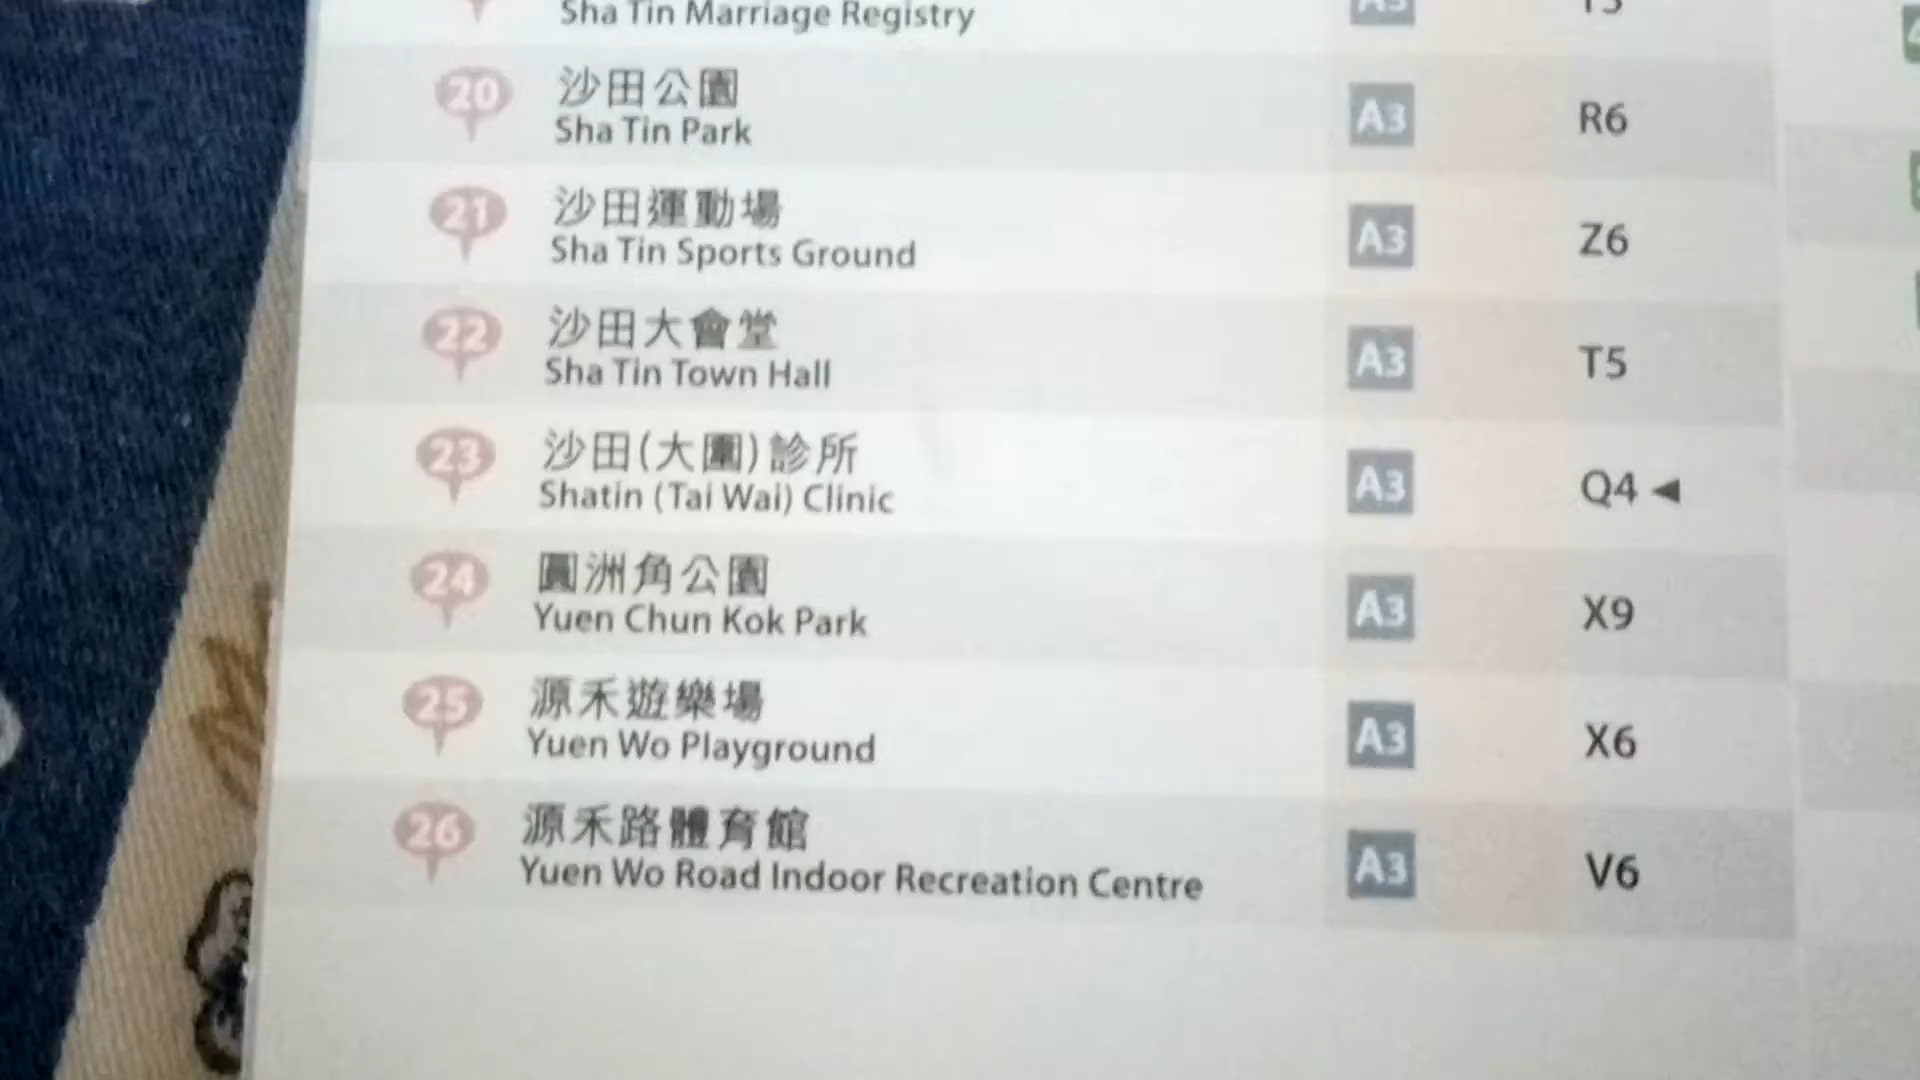 Sha Tin Marriage Registry A3 T5
20 沙田公園
Sha Tin Park A3 R6
21 沙田運動場
Sha Tin Sports Ground A3 Z6
22 沙田大會堂
Sha Tin Town Hall A3 T5
23 沙田(大圍)診所
Shatin (Tai Wai) Clinic A3 Q4 ◄
24 圓洲角公園
Yuen Chun Kok Park A3 X9
25 源禾遊樂場
Yuen Wo Playground A3 X6
26 源禾路體育館
Yuen Wo Road Indoor Recreation Centre A3 V6